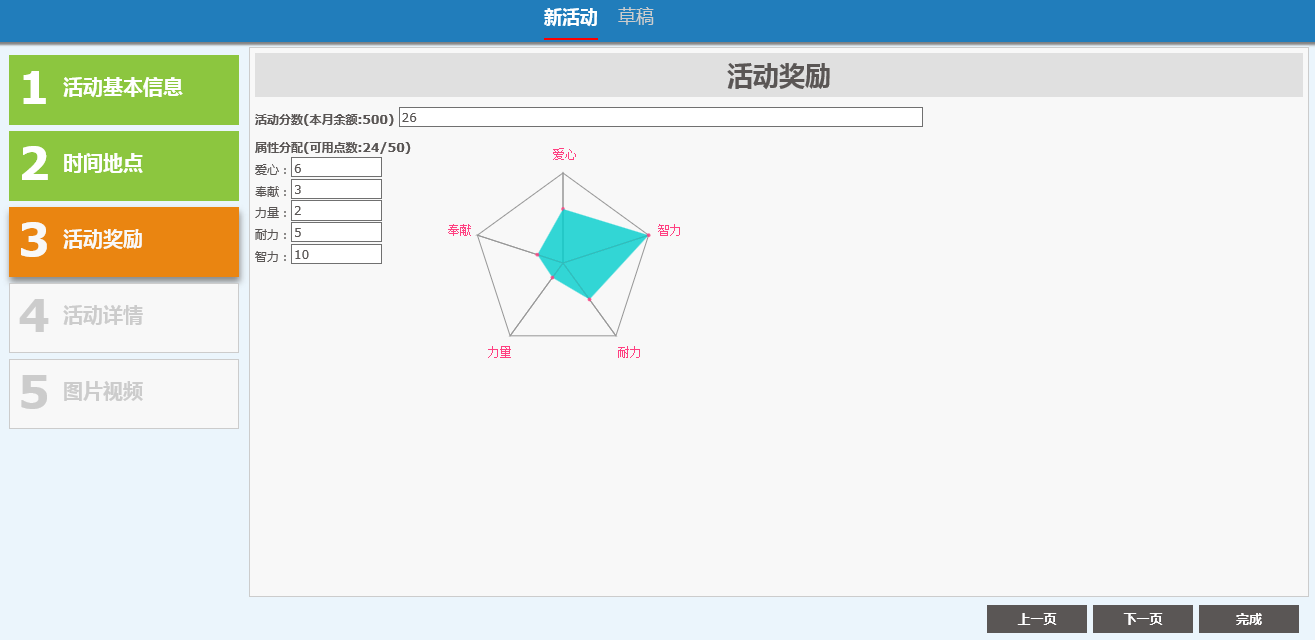 新活动 草稿
1 活动基本信息
2 时间地点
3 活动奖励
4 活动详情
5 图片视频
活动奖励
活动分数(本月余额:500) 26
属性分配(可用点数:24/50)
爱心：6
奉献：3
力量：2
耐力：5
智力：10
爱心
奉献
智力
力量
耐力
上一页 下一页 完成